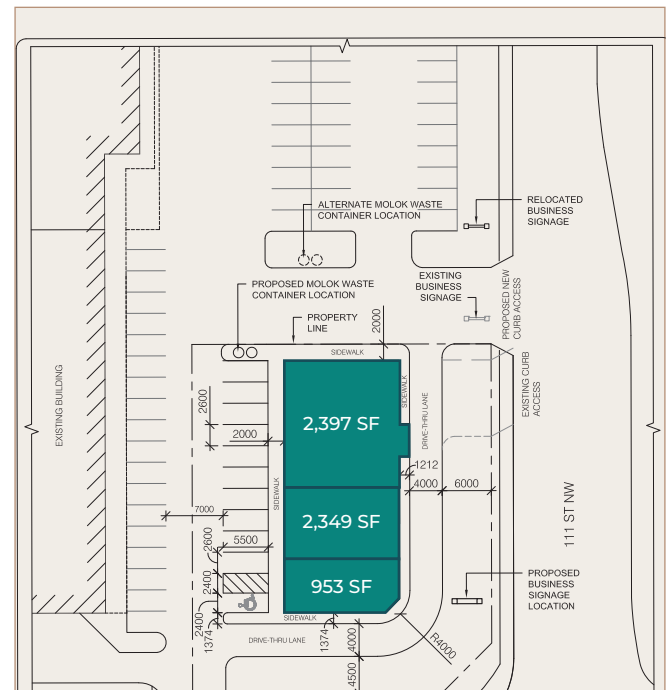 ALTERNATE MOLOK WASTE
CONTAINER LOCATION
RELOCATED
BUSINESS
SIGNAGE
EXISTING
BUSINESS
SIGNAGE
PROPOSED NEW
CURB ACCESS
PROPOSED MOLOK WASTE
CONTAINER LOCATION
PROPERTY
LINE
2000
SIDEWALK
EXISTING CURB
ACCESS
EXISTING BUILDING
2600
2000
2,397 SF
SIDEWALK
DRIVE-THRU LANE
1212
4000
6000
SIDEWALK
7000
5500
2,349 SF
111 ST NW
2600
2400
953 SF
PROPOSED
BUSINESS
SIGNAGE
LOCATION
2400
1374
SIDEWALK
DRIVE-THRU LANE
1374
4000
R4000
4500